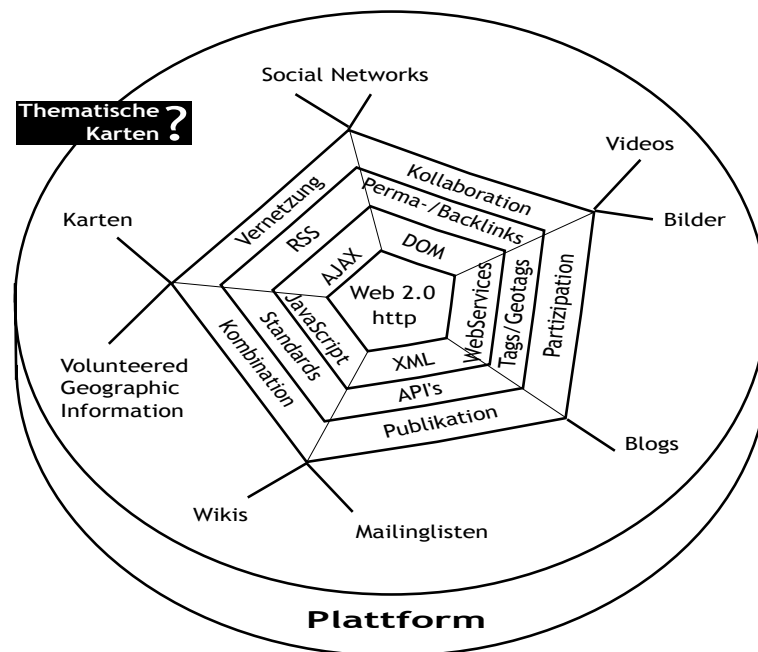 Social Networks
Thematische
Karten ?
Videos
Kollaboration
Vernetzung
Perma-/Backlinks
Karten
Bilder
RSS
DOM
AJAX
Web 2.0
http
WebServices
Tags/Geotags
Partizipation
JavaScript
Standards
Kombination
Volunteered
Geographic
Information
XML
API's
Publikation
Blogs
Wikis
Mailinglisten
Plattform